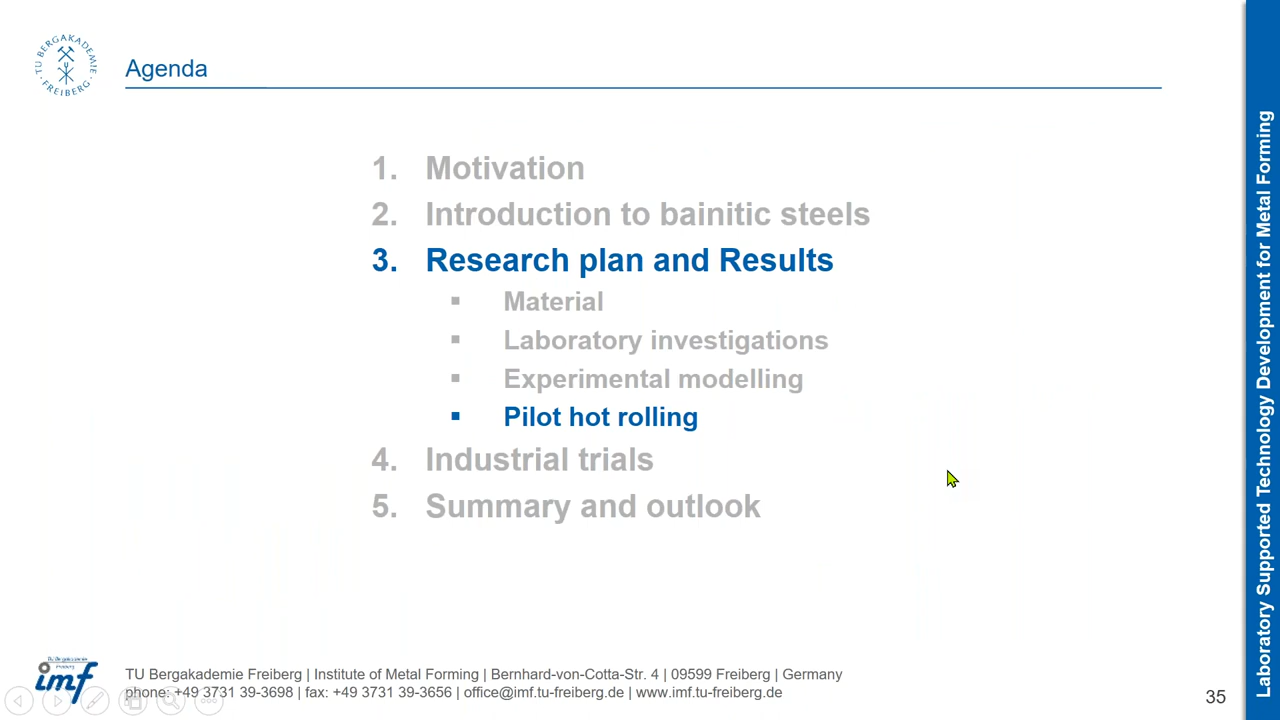 TU BERGAKADEMIE
FREIBERG
Agenda
1. Motivation
2. Introduction to bainitic steels
3. Research plan and Results
▪ Material
▪ Laboratory investigations
▪ Experimental modelling
▪ Pilot hot rolling
4. Industrial trials
5. Summary and outlook
Laboratory Supported Technology Development for Metal Forming
imf
TU Bergakademie Freiberg | Institute of Metal Forming | Bernhard-von-Cotta-Str. 4 | 09599 Freiberg | Germany
phone: +49 3731 39-3698 | fax: +49 3731 39-3656 | office@imf.tu-freiberg.de | www.imf.tu-freiberg.de
35